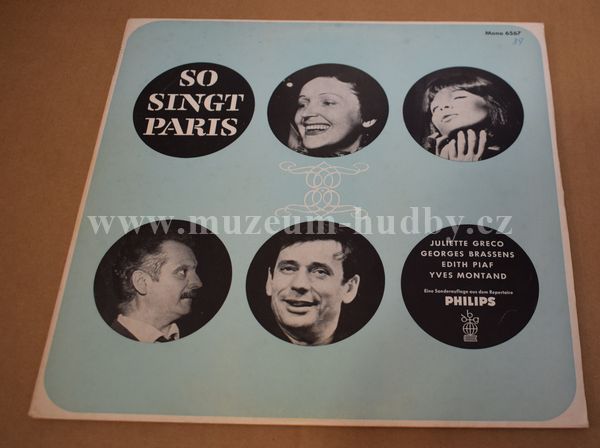 Mono 6567
39
SO
SINGT
PARIS
www.muzeum-hudby.cz
JULIETTE GRECO
GEORGES BRASSENS
EDITH PIAF
YVES MONTAND
Eine Sonderauflage aus dem Repertoire
PHILIPS